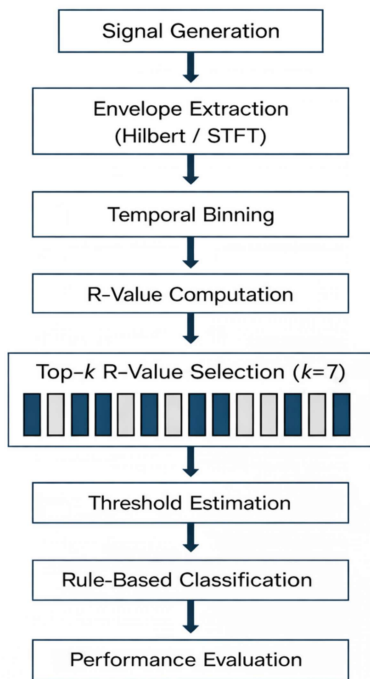 Signal Generation
Envelope Extraction
(Hilbert / STFT)
Temporal Binning
R-Value Computation
Top-k R-Value Selection (k=7)
Threshold Estimation
Rule-Based Classification
Performance Evaluation